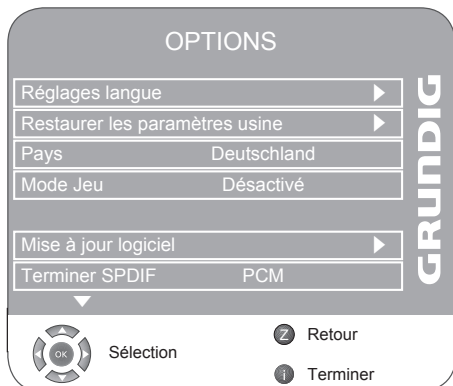 OPTIONS
Réglages langue
Restaurer les paramètres usine
Pays Deutschland
Mode Jeu Désactivé
Mise à jour logiciel
Terminer SPDIF PCM
GRUNDIG
OK Sélection
Z Retour
i Terminer